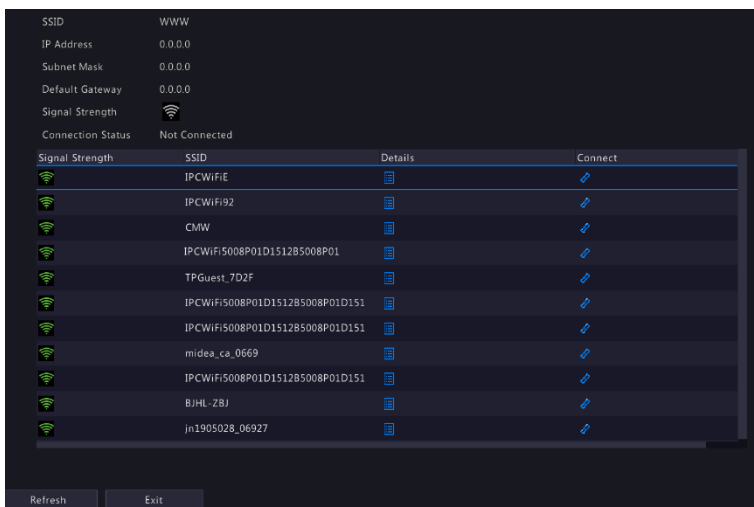 SSID WWW
IP Address 0.0.0.0
Subnet Mask 0.0.0.0
Default Gateway 0.0.0.0
Signal Strength
Connection Status Not Connected
Signal Strength SSID Details Connect
IPCWiFiE
IPCWiFi92
CMW
IPCWiFi5008P01D1512B5008P01
TPGuest_7D2F
IPCWiFi5008P01D1512B5008P01D151
IPCWiFi5008P01D1512B5008P01D151
midea_ca_0669
IPCWiFi5008P01D1512B5008P01D151
BJHL-ZBJ
jn1905028_06927
Refresh Exit